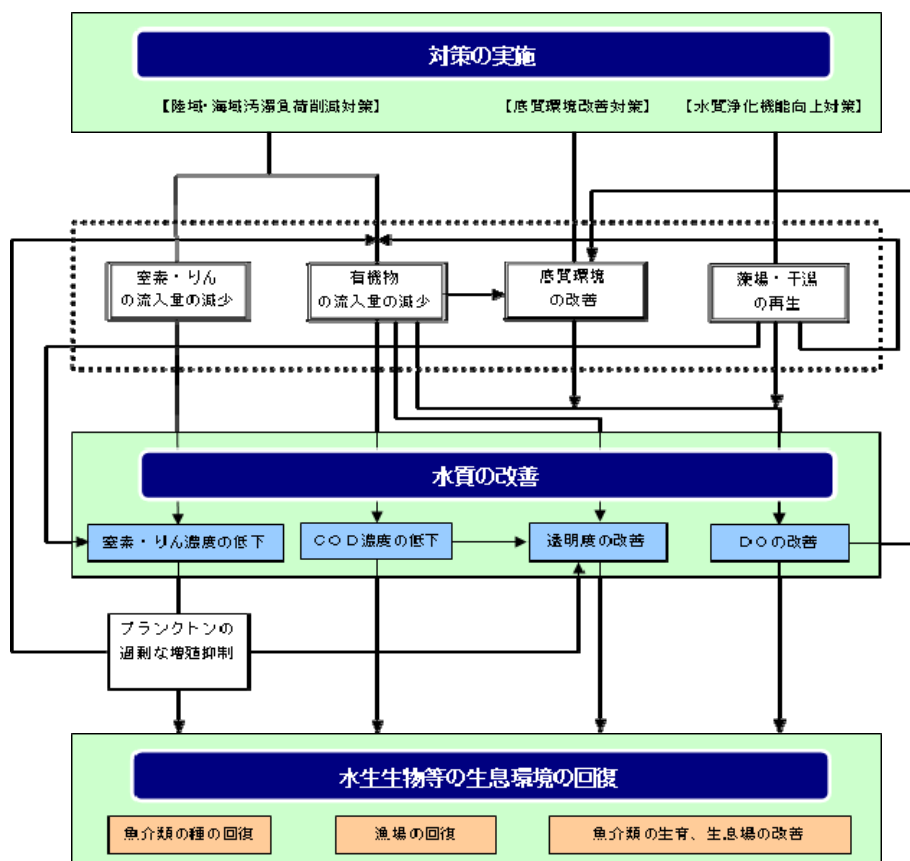 対策の実施
【陸域・海域汚濁負荷削減対策】
【底質環境改善対策】
【水質浄化機能向上対策】
窒素・りん
の流入量の減少
有機物
の流入量の減少
底質環境
の改善
藻場・干潟
の再生
水質の改善
窒素・りん濃度の低下
ＣＯＤ濃度の低下
透明度の改善
ＤＯの改善
プランクトンの
過剰な増殖抑制
水生生物等の生息環境の回復
魚介類の種の回復
漁場の回復
魚介類の生育、生息場の改善